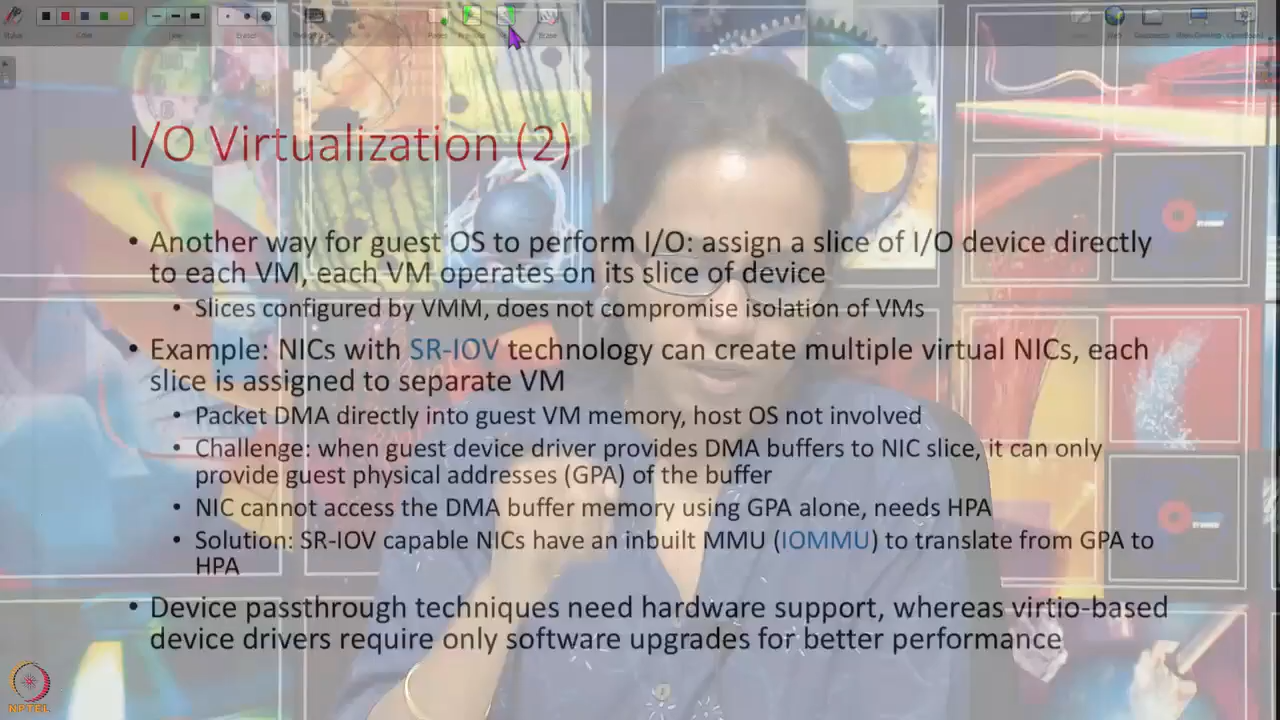 I/O Virtualization (2)
• Another way for guest OS to perform I/O: assign a slice of I/O device directly
to each VM, each VM operates on its slice of device
• Slices configured by VMM, does not compromise isolation of VMs
• Example: NICs with SR-IOV technology can create multiple virtual NICs, each
slice is assigned to separate VM
• Packet DMA directly into guest VM memory, host OS not involved
• Challenge: when guest device driver provides DMA buffers to NIC slice, it can only
provide guest physical addresses (GPA) of the buffer
• NIC cannot access the DMA buffer memory using GPA alone, needs HPA
• Solution: SR-IOV capable NICs have an inbuilt MMU (IOMMU) to translate from GPA to
HPA
• Device passthrough techniques need hardware support, whereas virtio-based
device drivers require only software upgrades for better performance
NPTEL